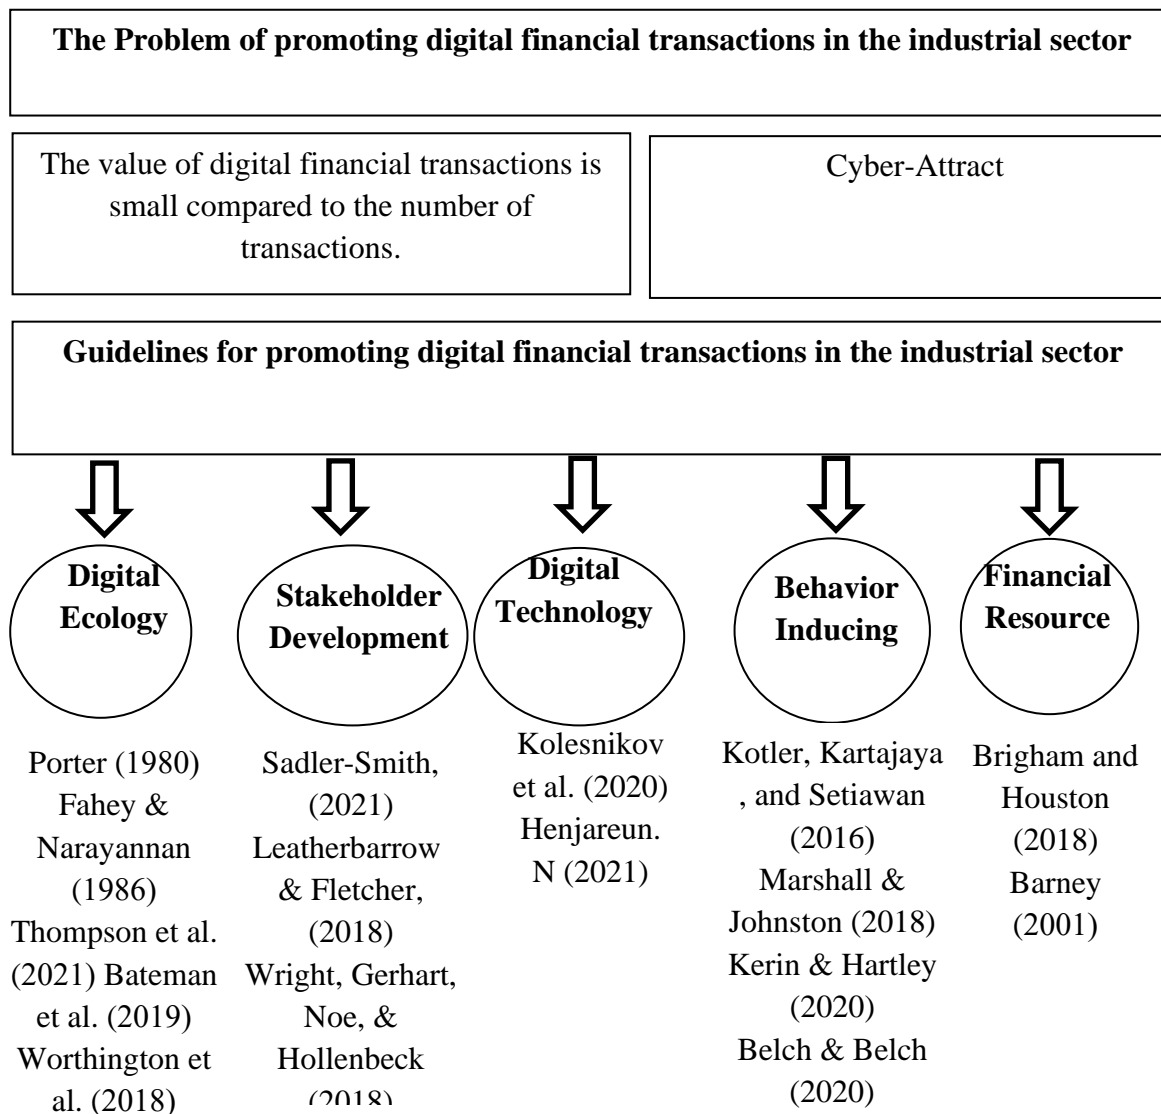 The Problem of promoting digital financial transactions in the industrial sector
The value of digital financial transactions is
small compared to the number of
transactions.
Cyber-Attract
Guidelines for promoting digital financial transactions in the industrial sector
Digital
Ecology
Stakeholder
Development
Digital
Technology
Behavior
Inducing
Financial
Resource
Porter (1980)
Fahey &
Narayannan
(1986)
Thompson et al.
(2021) Bateman
et al. (2019)
Worthington et
al. (2018)
Sadler-Smith,
(2021)
Leatherbarrow
& Fletcher,
(2018)
Wright, Gerhart,
Noe, &
Hollenbeck
(2018)
Kolesnikov
et al. (2020)
Henjareun.
N (2021)
Kotler, Kartajaya
, and Setiawan
(2016)
Marshall &
Johnston (2018)
Kerin & Hartley
(2020)
Belch & Belch
(2020)
Brigham and
Houston
(2018)
Barney
(2001)